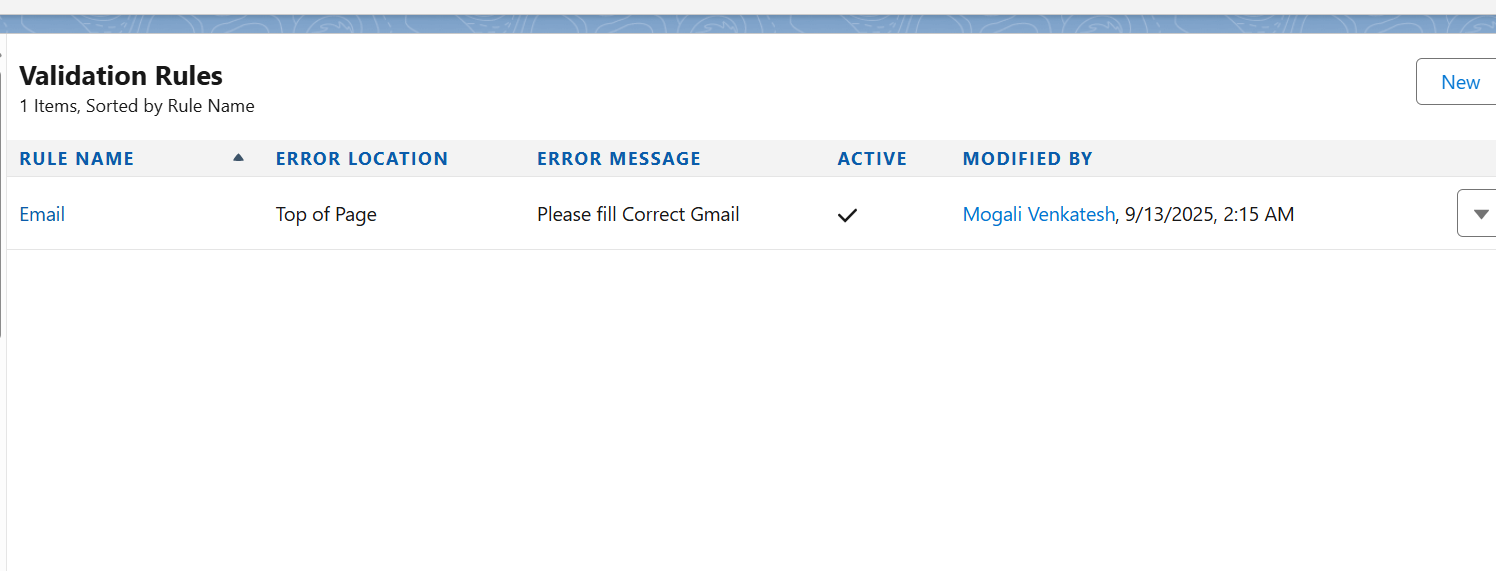 Validation Rules
1 Items, Sorted by Rule Name
New
RULE NAME ERROR LOCATION ERROR MESSAGE ACTIVE MODIFIED BY
Email Top of Page Please fill Correct Gmail Mogali Venkatesh, 9/13/2025, 2:15 AM